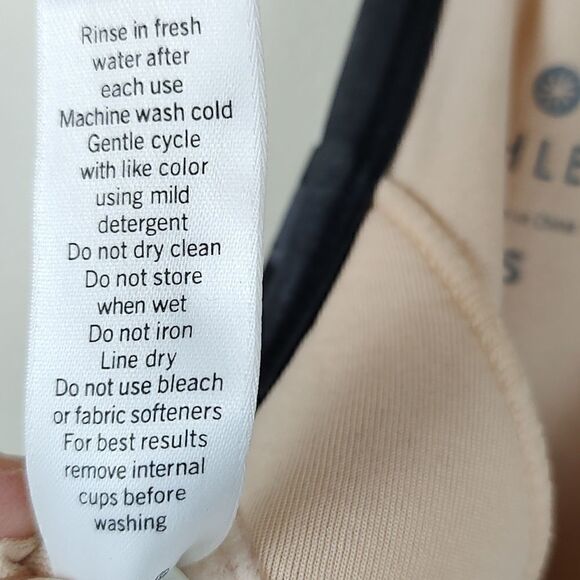 Rinse in fresh
water after
each use
Machine wash cold
Gentle cycle
with like color
using mild
detergent
Do not dry clean
Do not store
when wet
Do not iron
Line dry
Do not use bleach
or fabric softeners
For best results
remove internal
cups before
washing
HLE
China
S